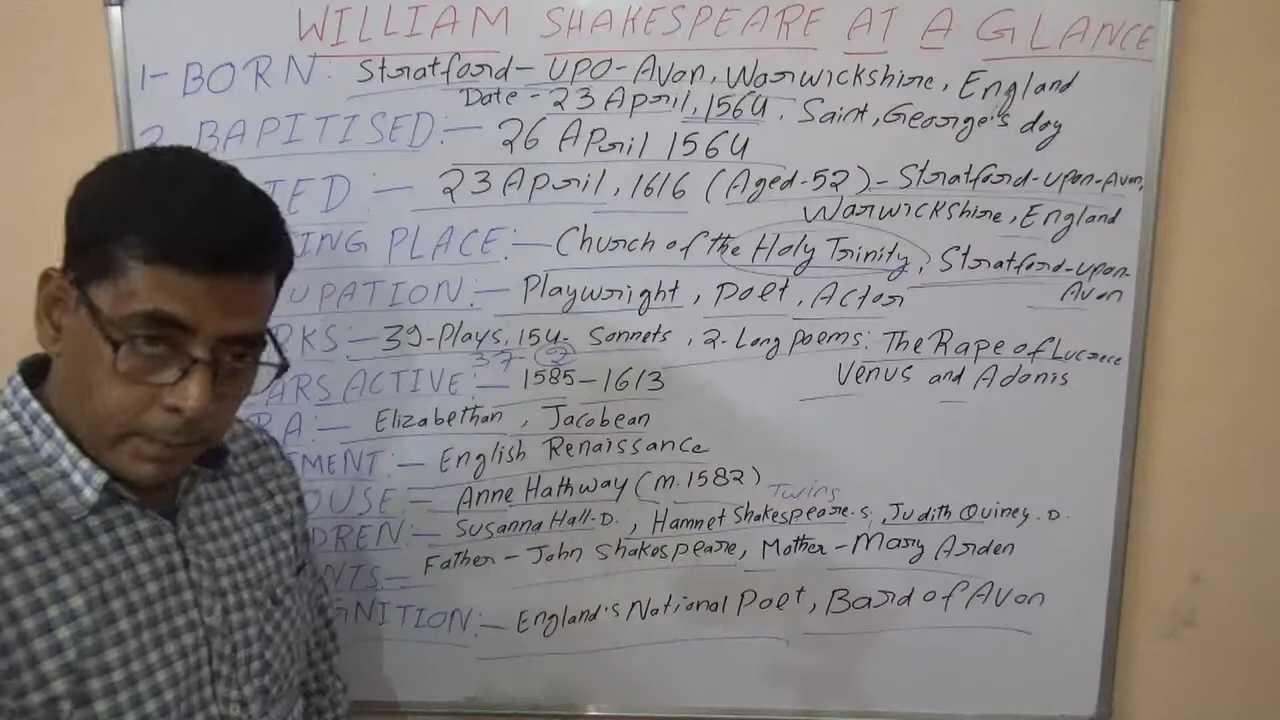 WILLIAM SHAKESPEARE AT A GLANCE
1- BORN: Stratford- UPO-Avon, Warwickshire, England
Date - 23 April, 1564. Saint, George's day
2. BAPITISED:- 26 April 1564
IED:- 23 April, 1616 (Aged-52)- Stratford-upon-Avon,
Warwickshire, England
ING PLACE:- Church of the Holy Trinity, Stratford-upon-
Avon
UPATION:- Playwright, poet, Actor
RKS:- 39-Plays, 154- Sonnets, 2-Long poems: The Rape of Lucrece
37- 2 Venus and Adonis
ARS ACTIVE:- 1585-1613
RA:- Elizabethan, Jacobean
EMENT:- English Renaissance
OUSE- Anne Hathway (m.1582)
Twins
DREN:- Susanna Hall-D., Hamnet Shakespeare.S, Judith Quiney.D.
NTS- Father - John Shakespeare, Mother-Mary Arden
GNITION:- England's National Poet, Bard of Avon